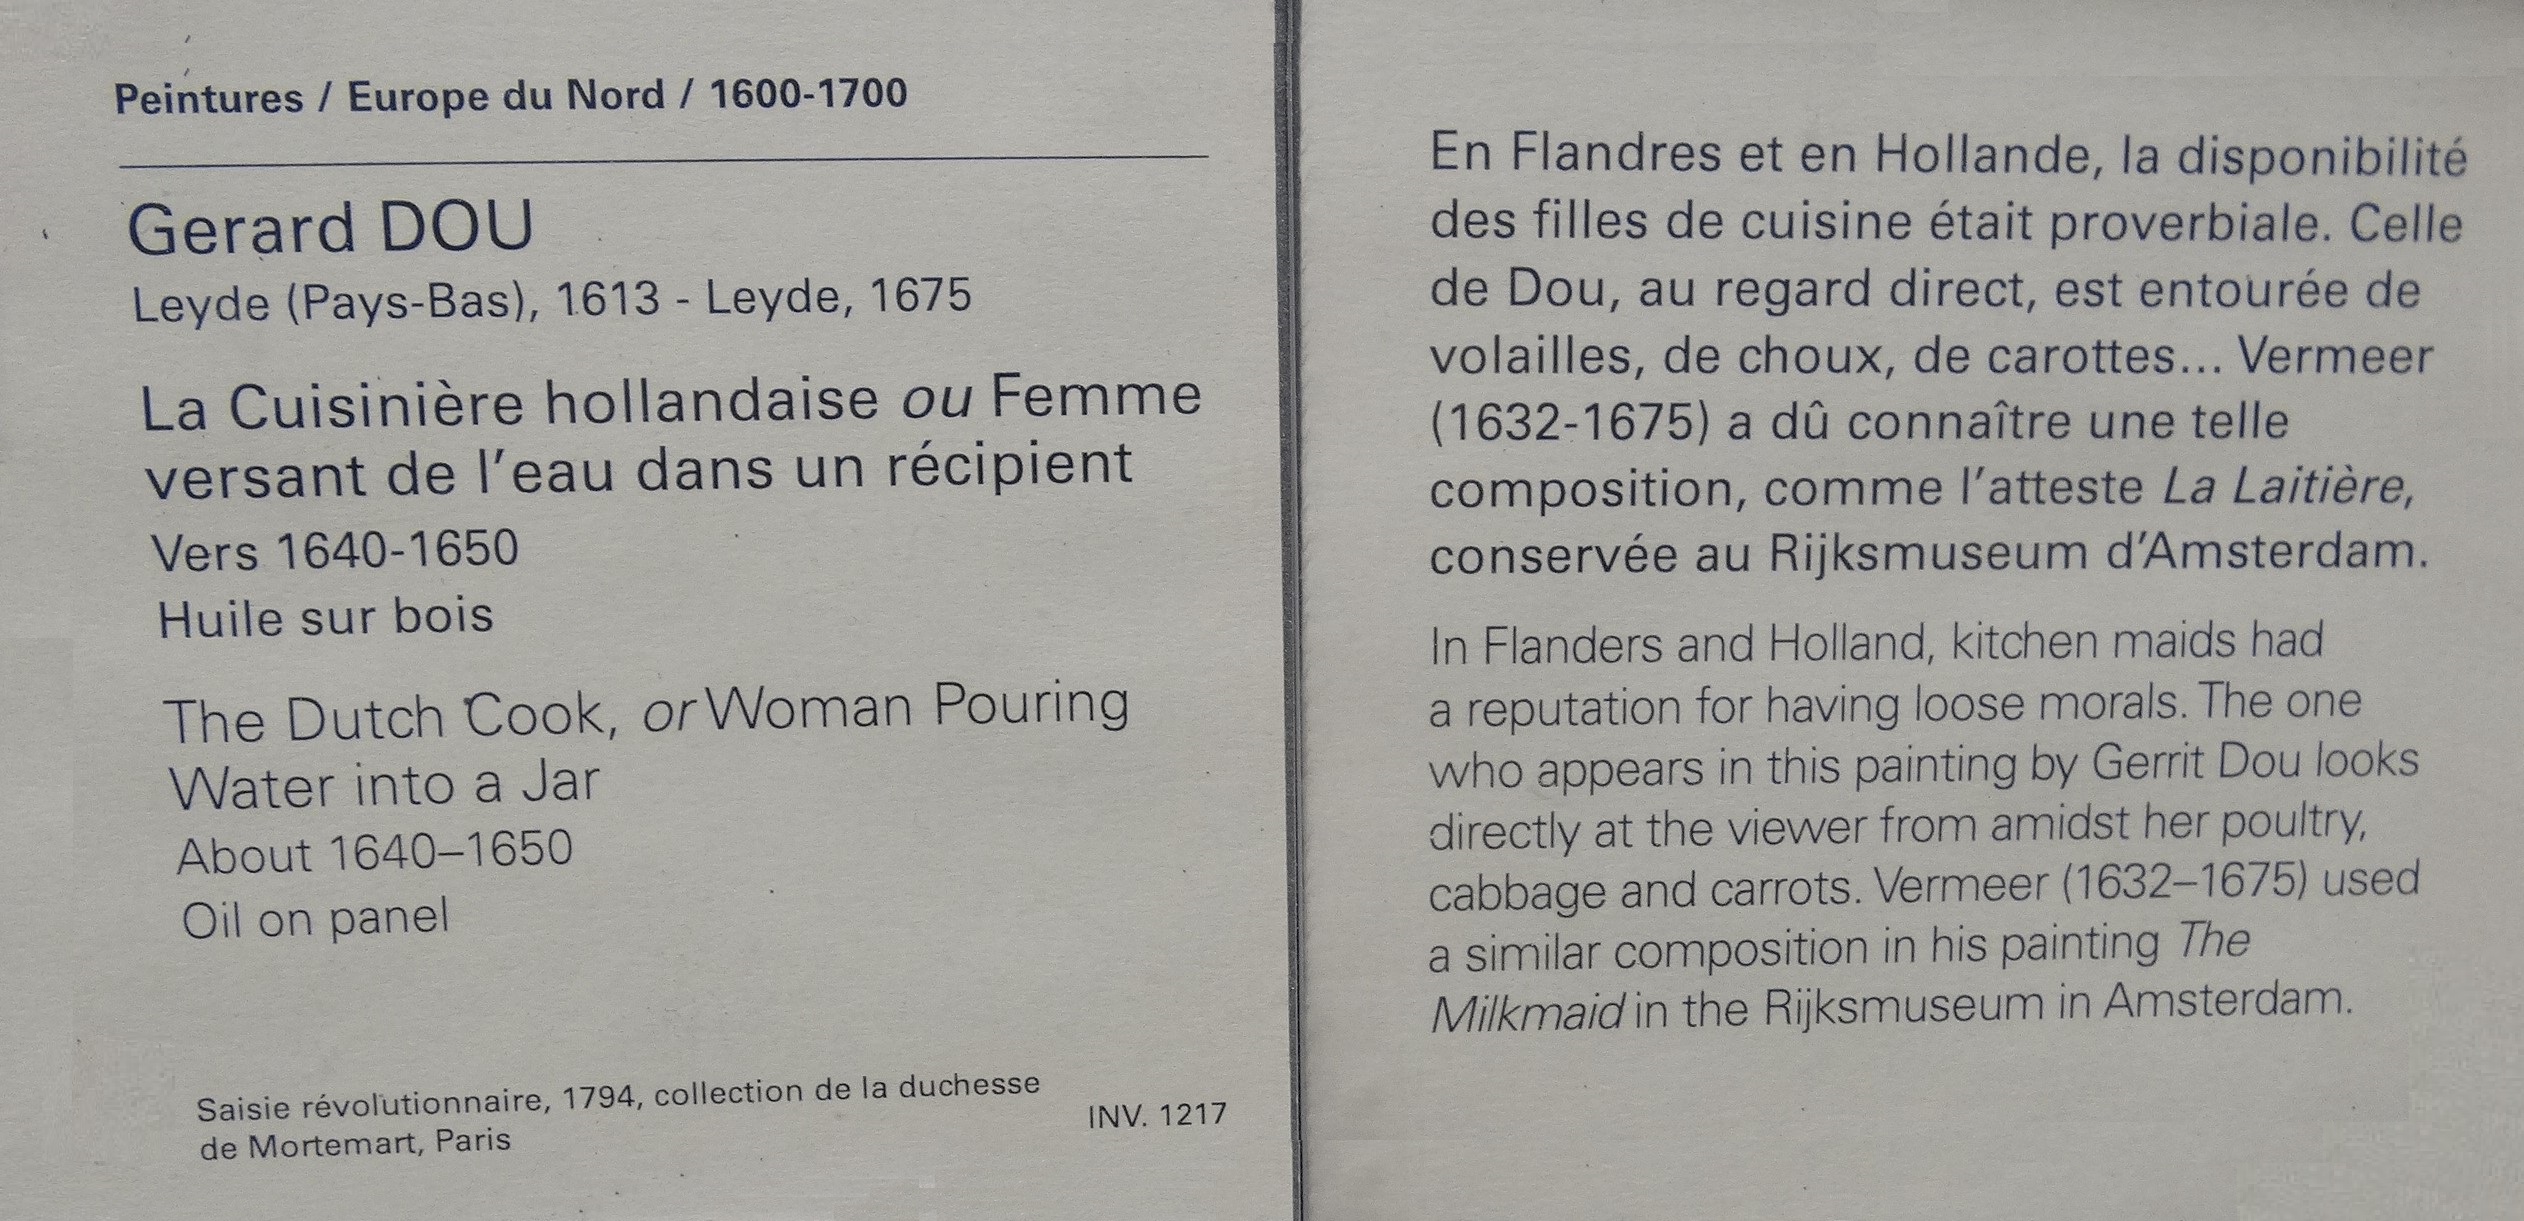 Peintures / Europe du Nord / 1600-1700
Gerard DOU
Leyde (Pays-Bas), 1613 - Leyde, 1675
La Cuisinière hollandaise ou Femme
versant de l'eau dans un récipient
Vers 1640-1650
Huile sur bois
The Dutch Cook, or Woman Pouring
Water into a Jar
About 1640–1650
Oil on panel
Saisie révolutionnaire, 1794, collection de la duchesse
de Mortemart, Paris
INV. 1217
En Flandres et en Hollande, la disponibilité
des filles de cuisine était proverbiale. Celle
de Dou, au regard direct, est entourée de
volailles, de choux, de carottes... Vermeer
(1632-1675) a dû connaître une telle
composition, comme l'atteste La Laitière,
conservée au Rijksmuseum d'Amsterdam.
In Flanders and Holland, kitchen maids had
a reputation for having loose morals. The one
who appears in this painting by Gerrit Dou looks
directly at the viewer from amidst her poultry,
cabbage and carrots. Vermeer (1632–1675) used
a similar composition in his painting The
Milkmaid in the Rijksmuseum in Amsterdam.